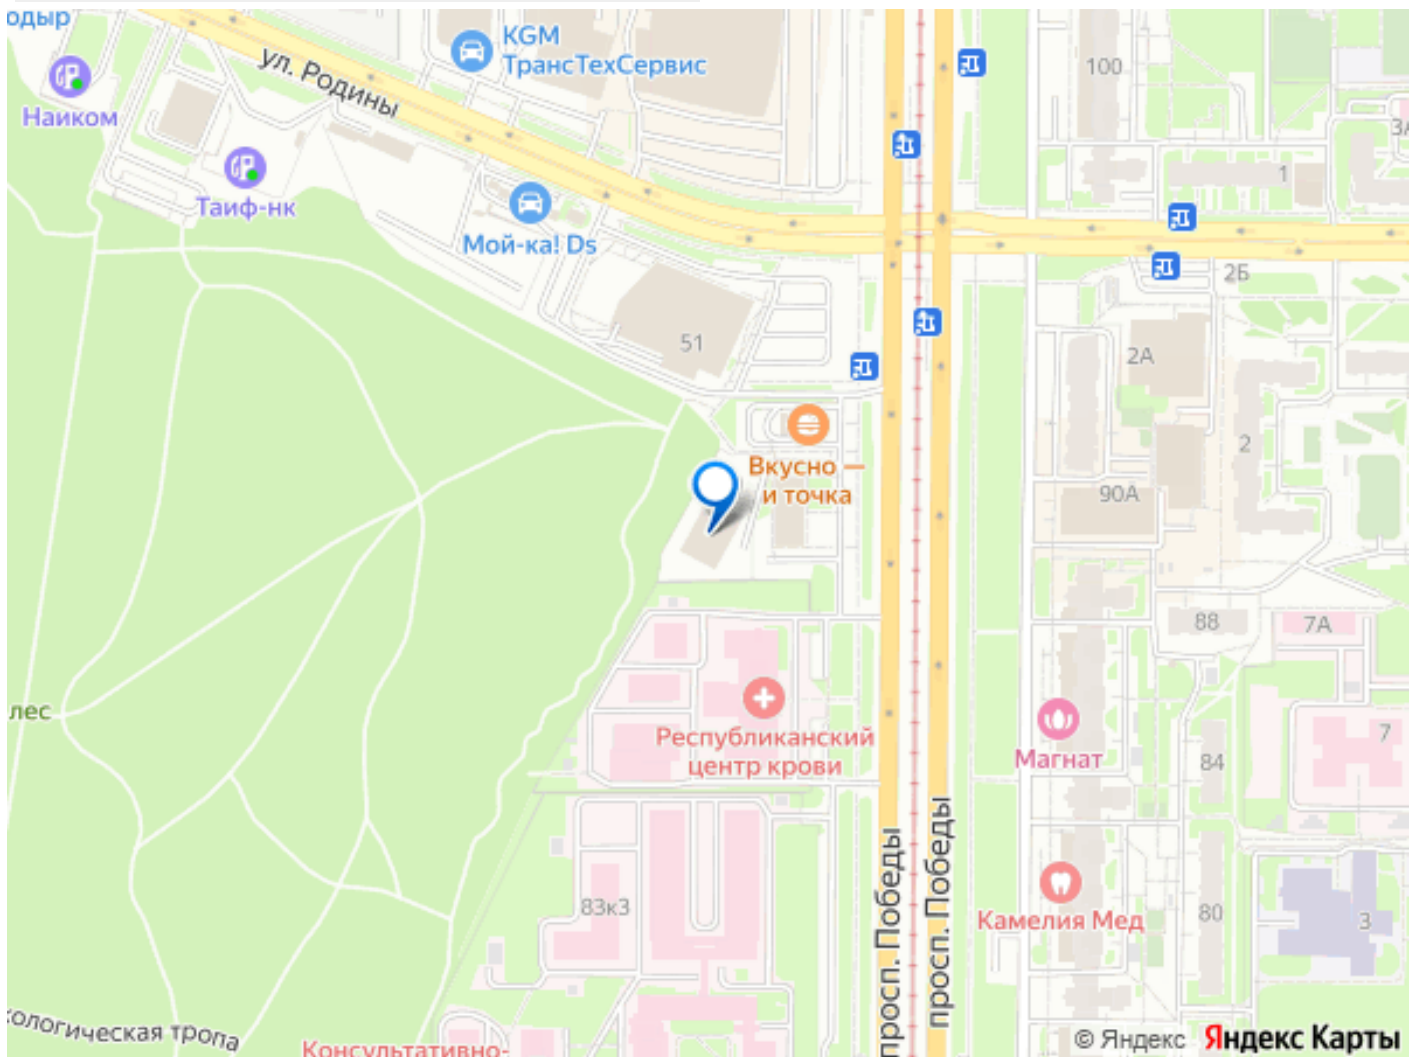 одыр
KGM
ТрансТехСервис
ул. Родины
100
Наиком
3А
1
Таиф-нк
Мой-ка! Ds
2Б
51
2А
2
Вкусно —
и точка
90А
88
7А
лес
Республиканский
центр крови
7
Магнат
84
просп. Победы
просп. Победы
83к3
80
3
Камелия Мед
кологическая тропа
Консультативно-
© Яндекс Яндекс Карты